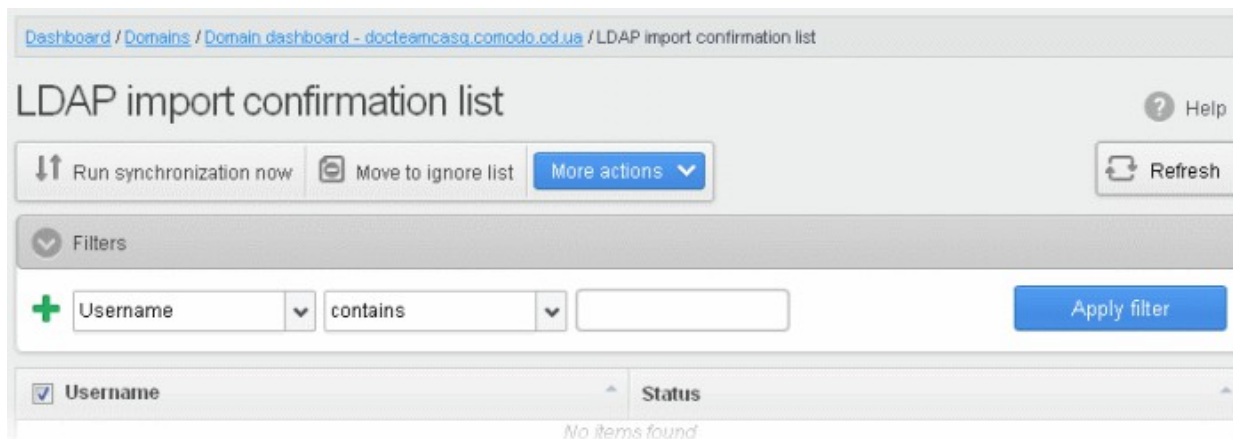 Dashboard / Domains / Domain dashboard - docteamcasg.comodo.od.ua / LDAP import confirmation list
LDAP import confirmation list
Help
Run synchronization now
Move to ignore list
More actions
Refresh
Filters
Username
contains
Apply filter
Username
Status
No items found